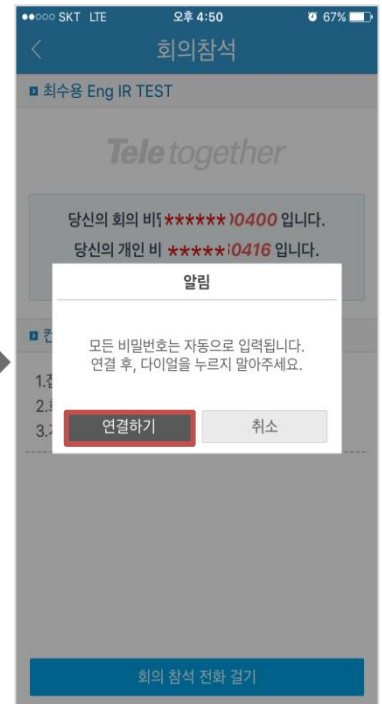 ●●○○○ SKT LTE 오후 4:50 67%
회의참석
최수용 Eng IR TEST
Teletogether
당신의 회의 비 ******)0400 입니다.
당신의 개인 비 *****0416 입니다.
알림
모든 비밀번호는 자동으로 입력됩니다.
연결 후, 다이얼을 누르지 말아주세요.
1.
2.
3.
연결하기 취소
회의 참석 전화 걸기